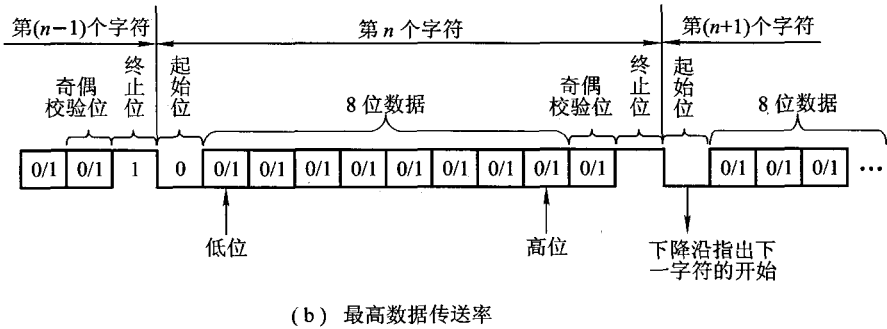 第(n−1)个字符
第 n 个字符
第(n+1)个字符
奇偶
校验位
终止位
起始位
8 位数据
奇偶
校验位
终止位
起始位
8 位数据
0/1 0/1 1 0 0/1 0/1 0/1 0/1 0/1 0/1 0/1 0/1 0/1 0/1 0/1 0/1 …
低位
高位
下降沿指出下
一字符的开始
(b) 最高数据传送率